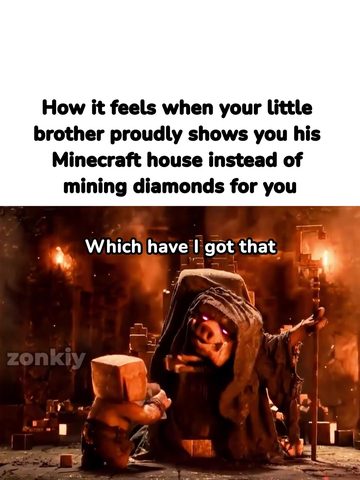 How it feels when your little
brother proudly shows you his
Minecraft house instead of
mining diamonds for you
Which have I got that
zonkiy